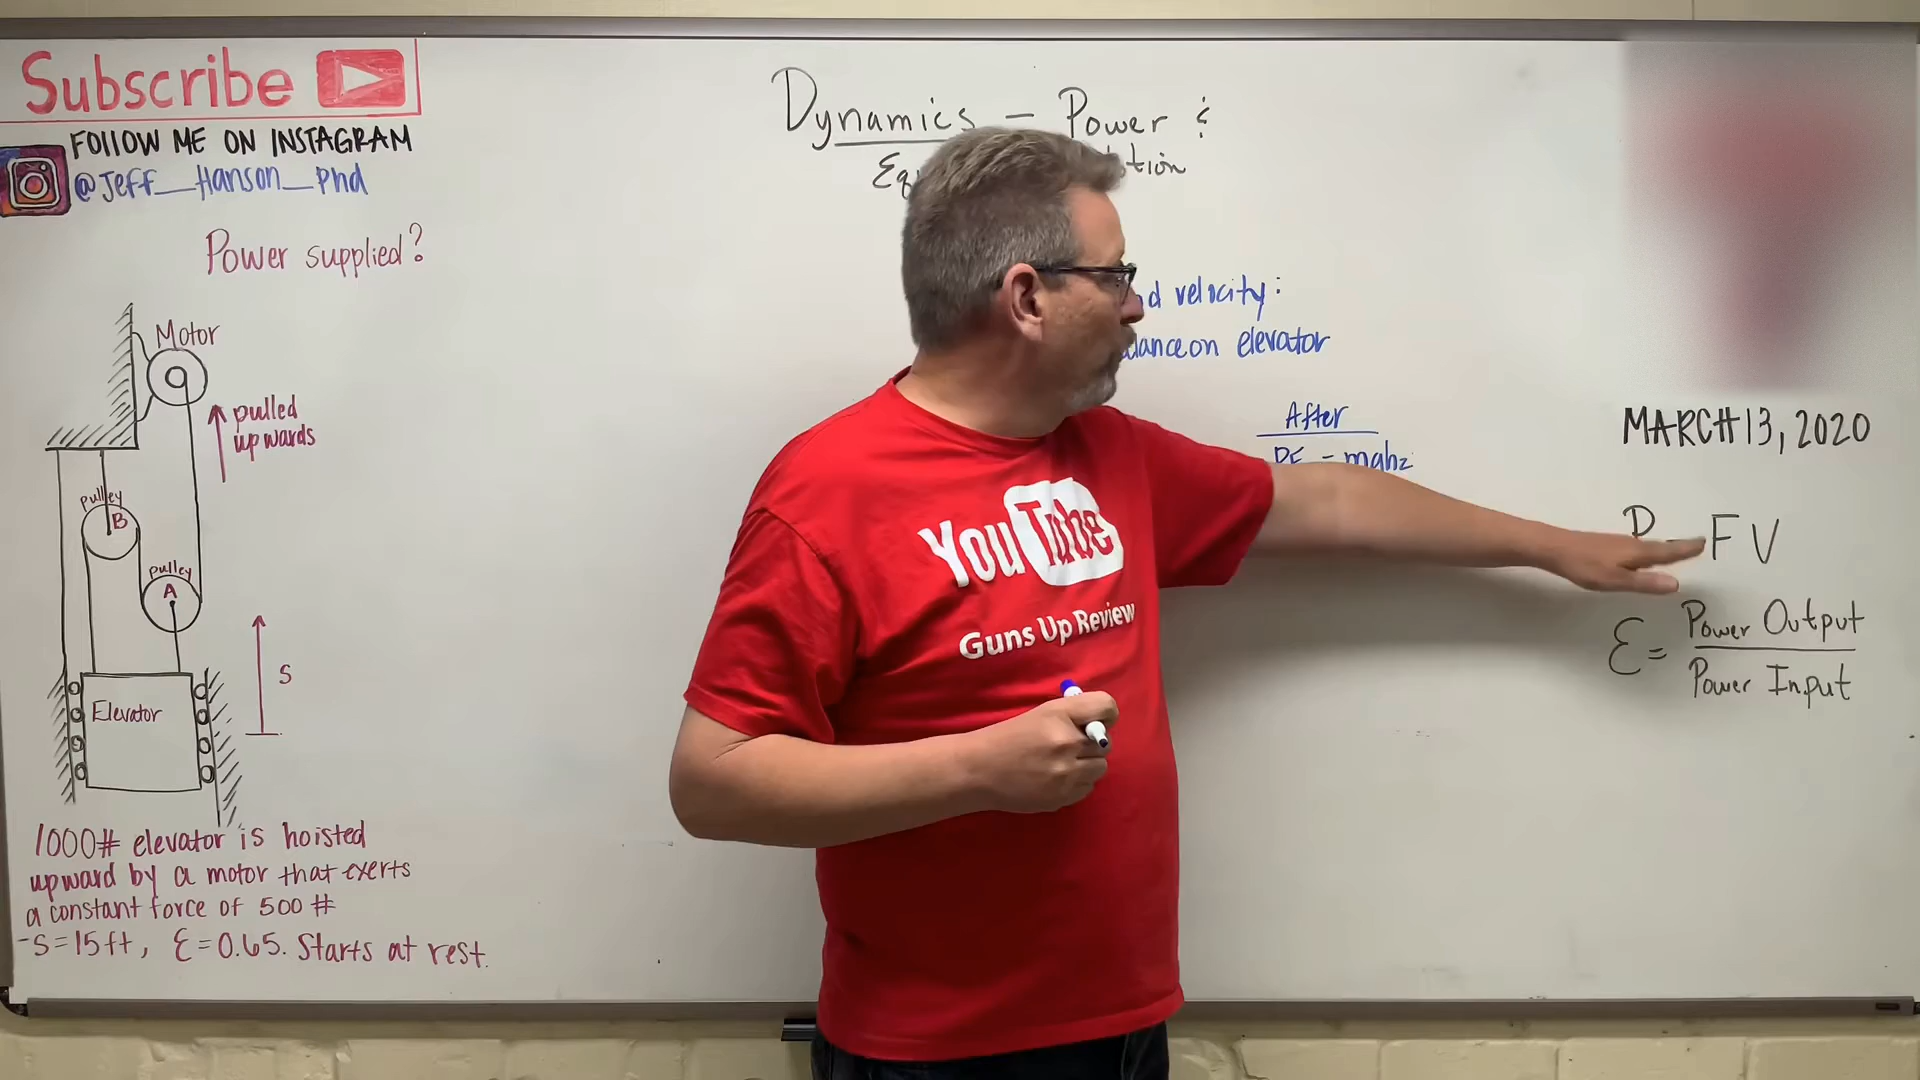 Subscribe
FOLLOW ME ON INSTAGRAM
@Jeff_Hanson_Phd
Power supplied?
Motor
pulled
upwards
pulley
B
pulley
A
S
Elevator
1000# elevator is hoisted
upward by a motor that exerts
a constant force of 500 #
-S=15ft, ℰ=0.65. Starts at rest.
Dynamics - Power &
velocity:
on elevator
After
MARCH 13, 2020
P = F V
ℰ = Power Output
Power Input
YouTube
Guns Up Review